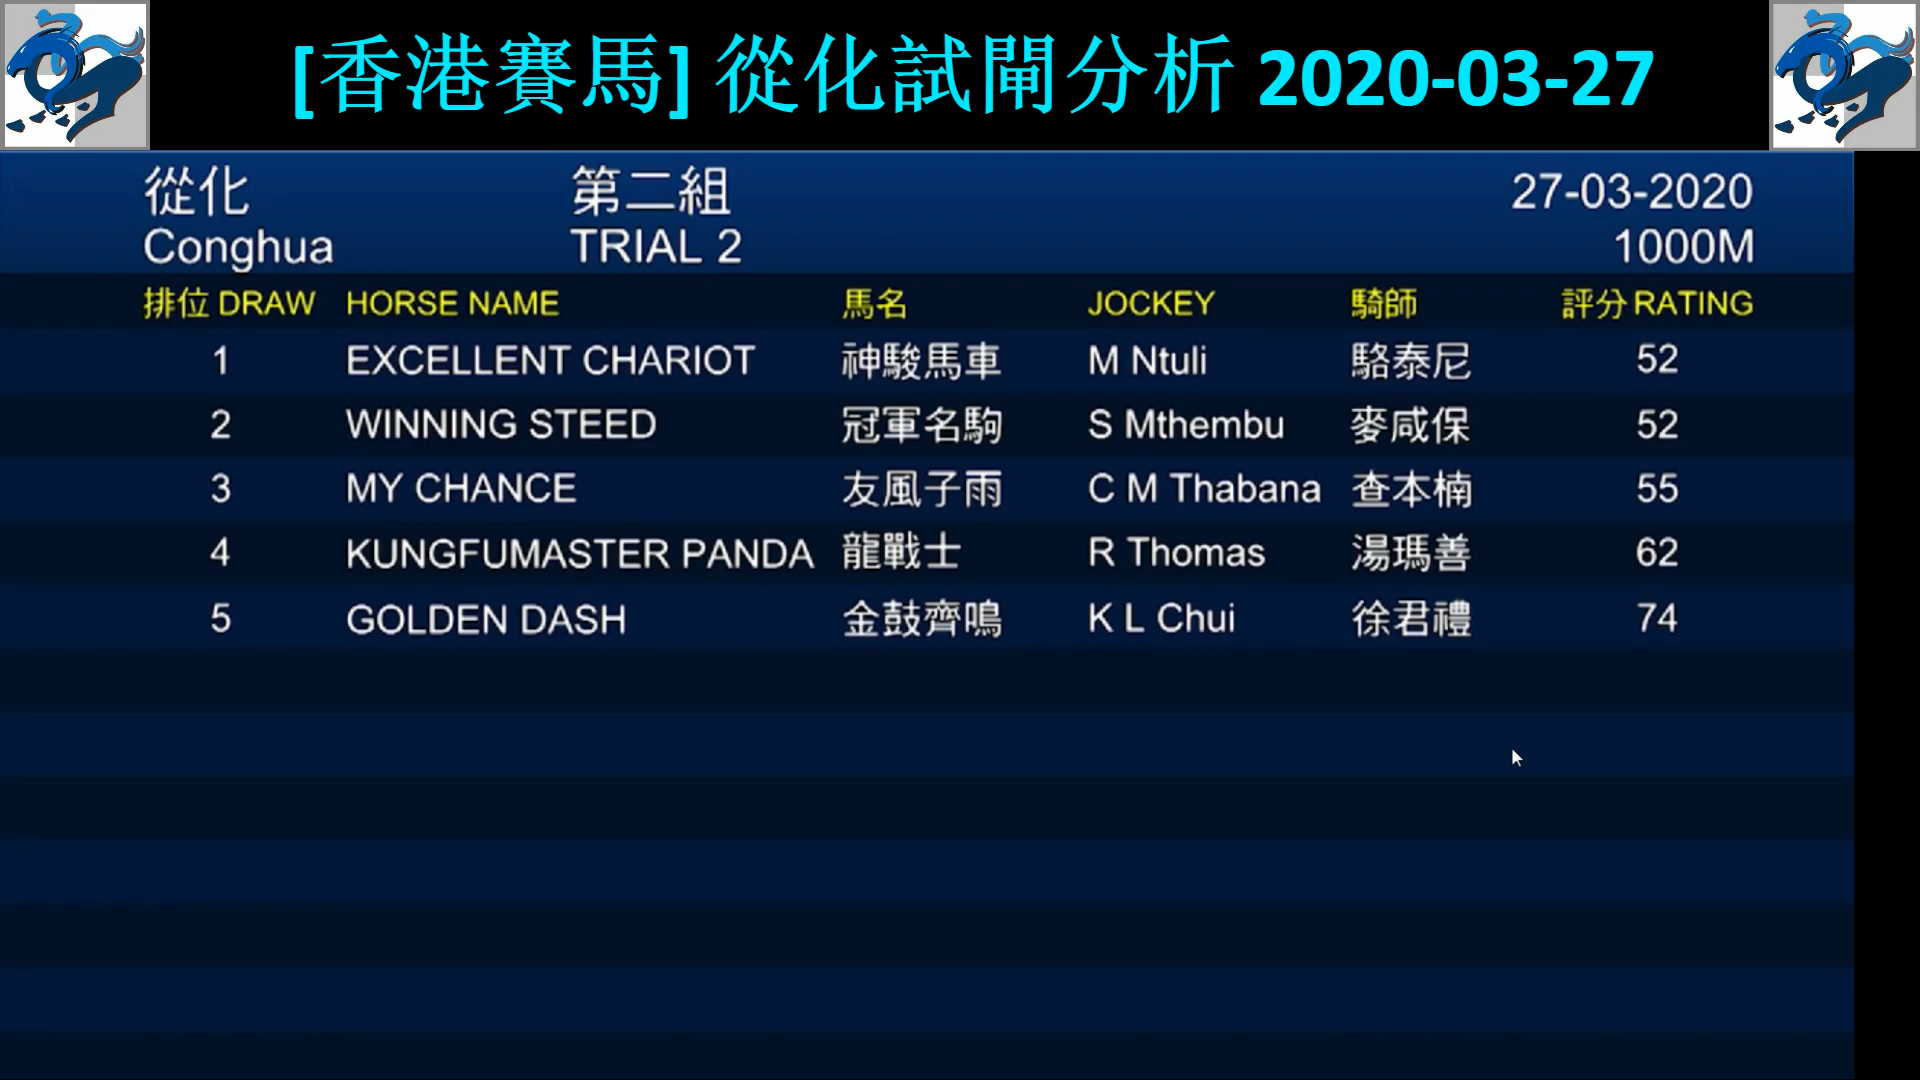 [香港賽馬] 從化試閘分析 2020-03-27
從化 第二組 27-03-2020
Conghua TRIAL 2 1000M
排位 DRAW HORSE NAME 馬名 JOCKEY 騎師 評分 RATING
1 EXCELLENT CHARIOT 神駿馬車 M Ntuli 駱泰尼 52
2 WINNING STEED 冠軍名駒 S Mthembu 麥咸保 52
3 MY CHANCE 友風子雨 C M Thabana 查本楠 55
4 KUNGFUMASTER PANDA 龍戰士 R Thomas 湯瑪善 62
5 GOLDEN DASH 金鼓齊鳴 K L Chui 徐君禮 74